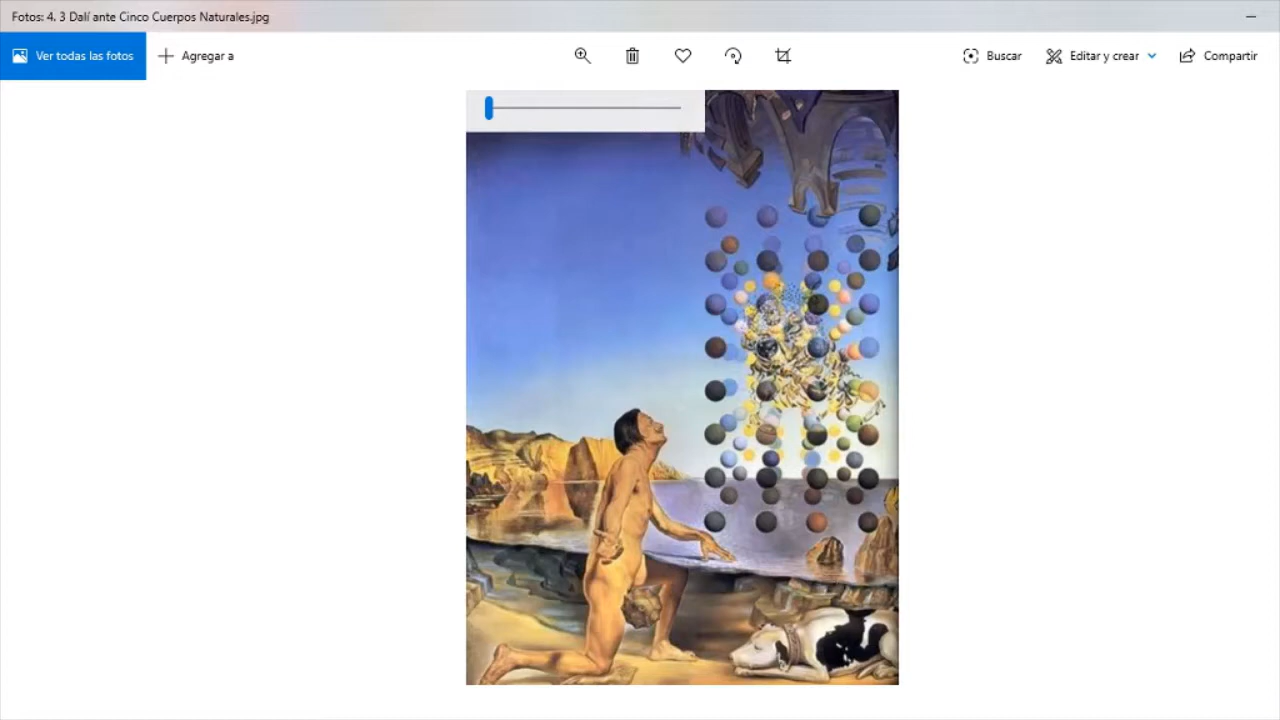 Fotos: 4. 3 Dalí ante Cinco Cuerpos Naturales.jpg
Ver todas las fotos
Agregar a
Buscar
Editar y crear
Compartir